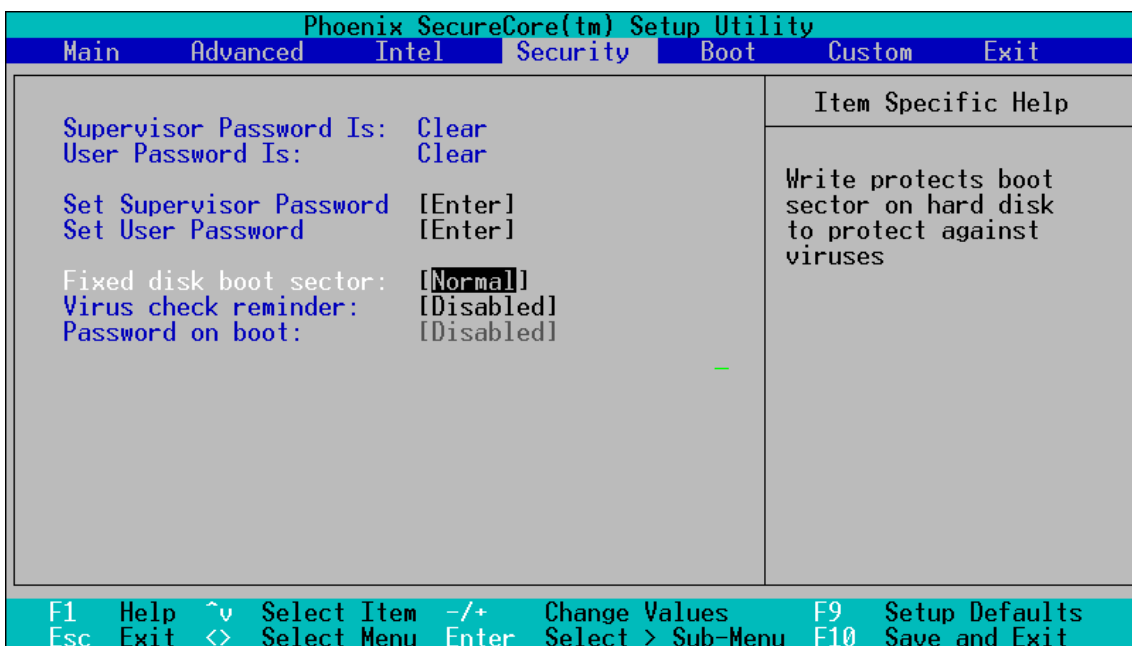 Phoenix SecureCore(tm) Setup Utility
Main Advanced Intel Security Boot Custom Exit
Supervisor Password Is: Clear
User Password Is: Clear
Set Supervisor Password [Enter]
Set User Password [Enter]
Fixed disk boot sector: [Normal]
Virus check reminder: [Disabled]
Password on boot: [Disabled]
Item Specific Help
Write protects boot
sector on hard disk
to protect against
viruses
F1 Help ^v Select Item -/+ Change Values F9 Setup Defaults
Esc Exit <> Select Menu Enter Select > Sub-Menu F10 Save and Exit